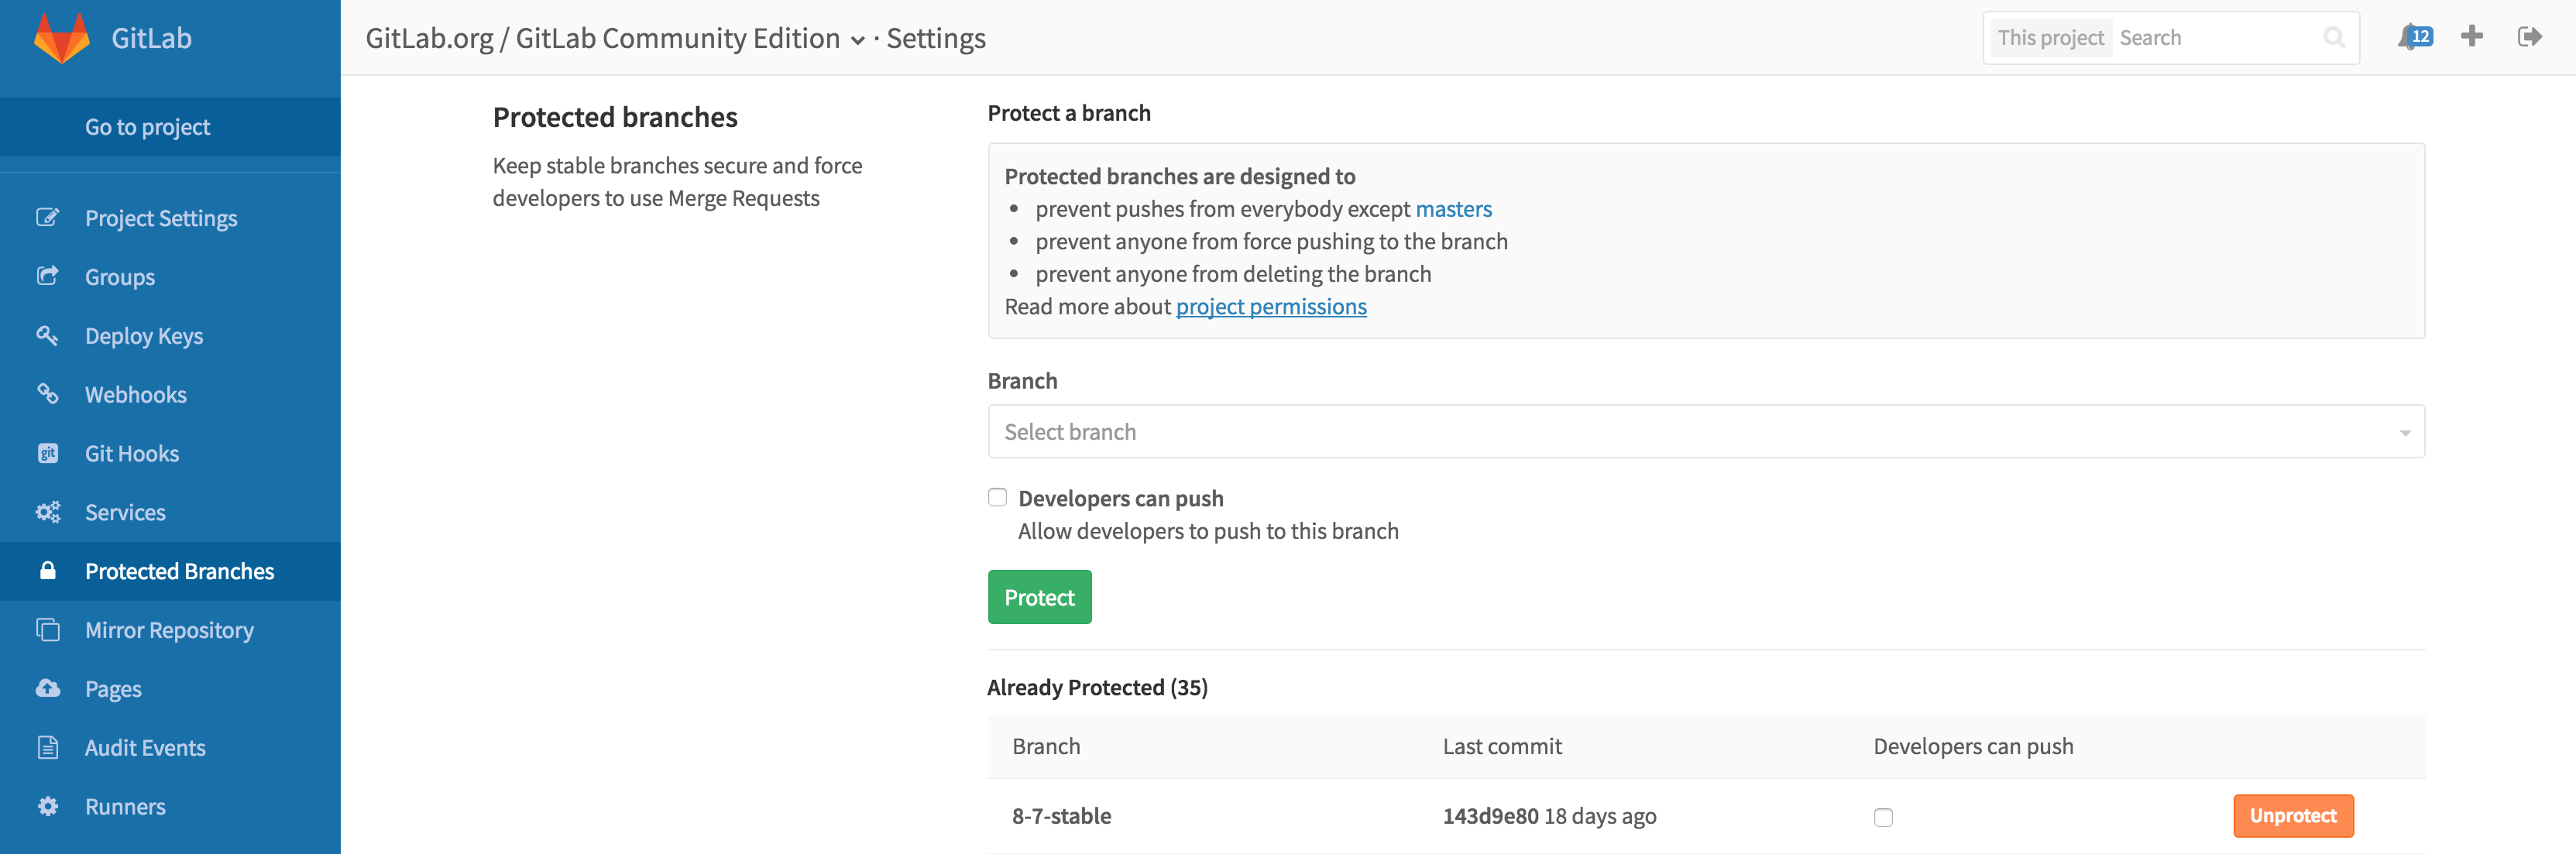 GitLab
Go to project
Project Settings
Groups
Deploy Keys
Webhooks
git Git Hooks
Services
Protected Branches
Mirror Repository
Pages
Audit Events
Runners
GitLab.org / GitLab Community Edition · Settings
This project Search
12
Protected branches
Keep stable branches secure and force
developers to use Merge Requests
Protect a branch
Protected branches are designed to
• prevent pushes from everybody except masters
• prevent anyone from force pushing to the branch
• prevent anyone from deleting the branch
Read more about project permissions
Branch
Select branch
Developers can push
Allow developers to push to this branch
Protect
Already Protected (35)
Branch Last commit Developers can push
8-7-stable 143d9e80 18 days ago Unprotect